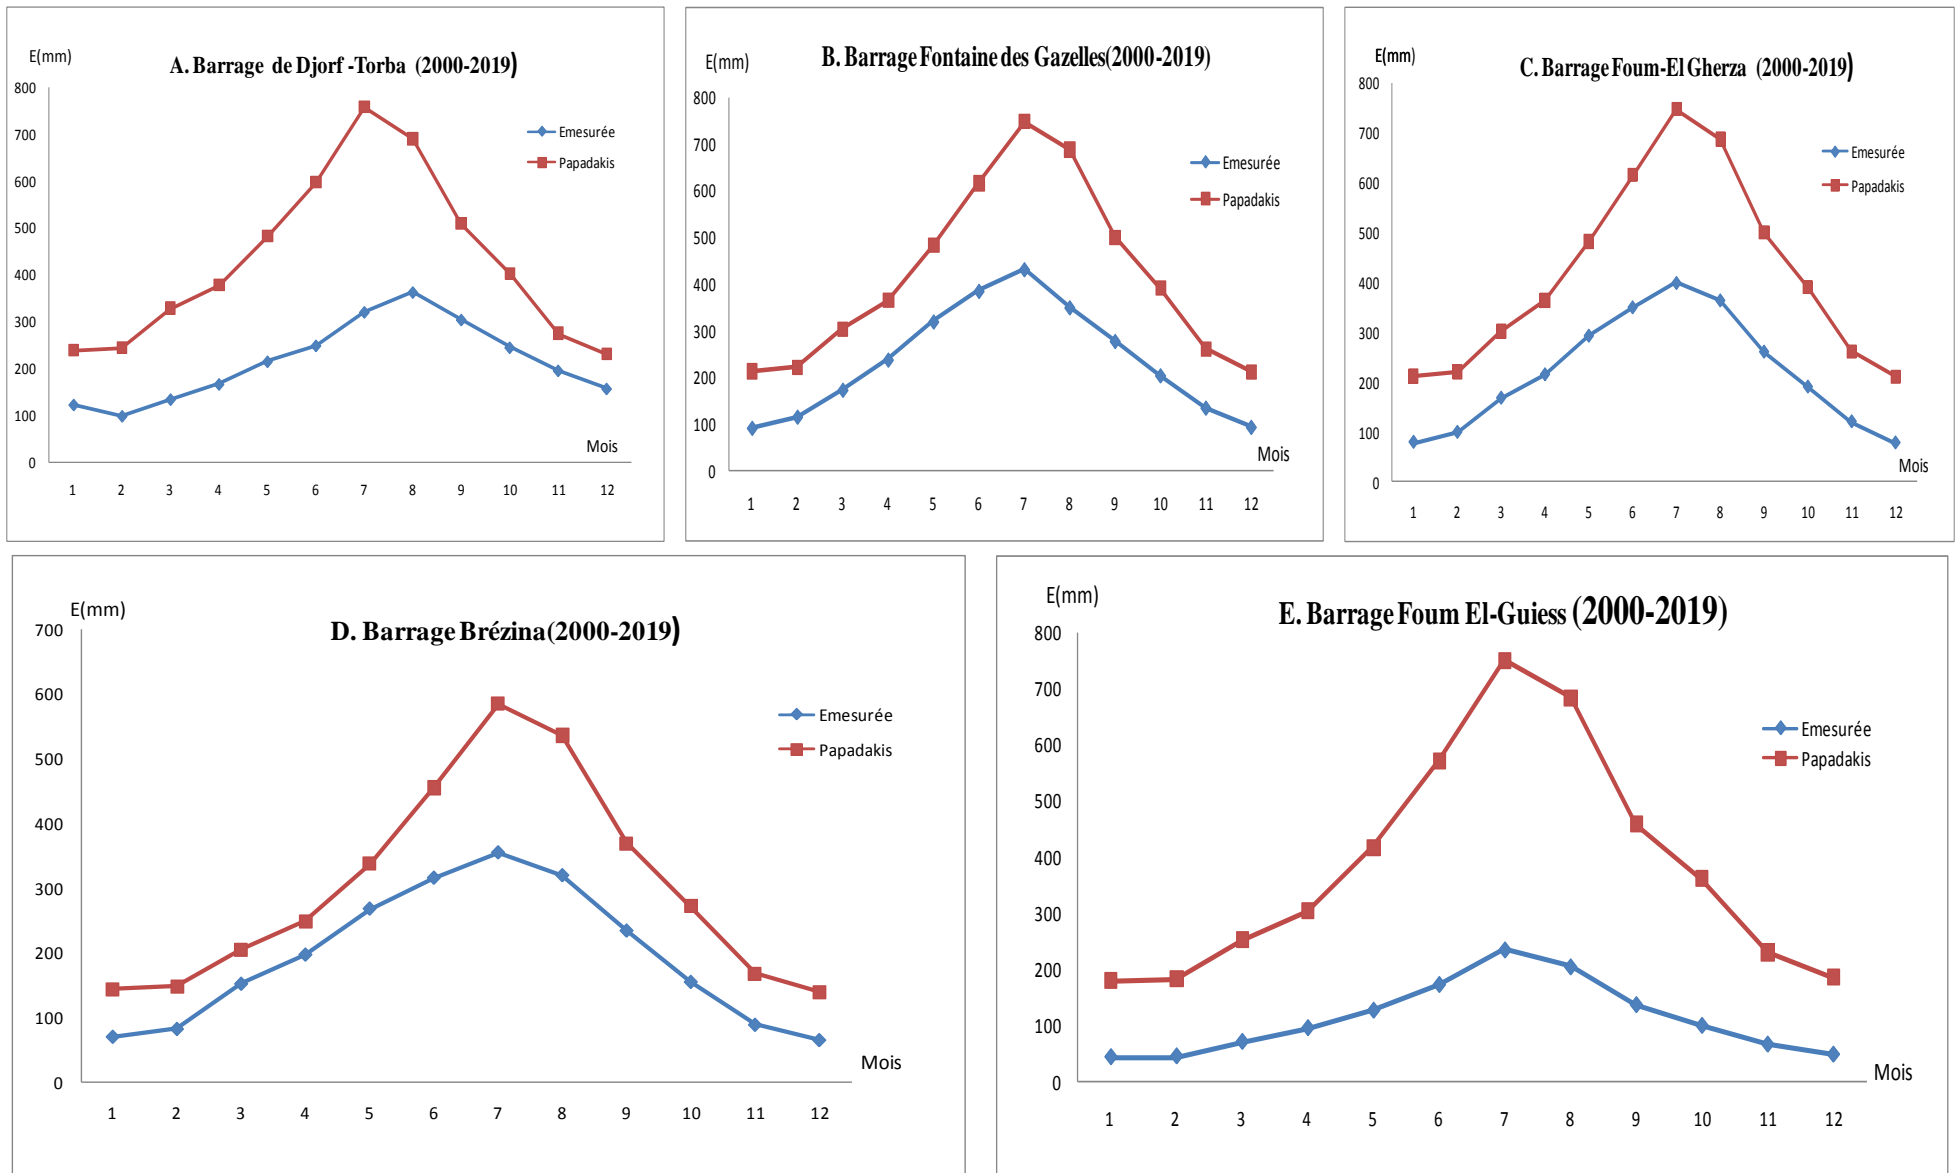 E(mm)
A. Barrage de Djorf -Torba (2000-2019)
800
700
600
500
400
300
200
100
0
Emesurée
Papadakis
Mois
1 2 3 4 5 6 7 8 9 10 11 12
E(mm)
B. Barrage Fontaine des Gazelles(2000-2019)
800
700
600
500
400
300
200
100
0
Emesurée
Papadakis
Mois
1 2 3 4 5 6 7 8 9 10 11 12
E(mm)
C. Barrage Foum-El Gherza (2000-2019)
800
700
600
500
400
300
200
100
0
Emesurée
Papadakis
Mois
1 2 3 4 5 6 7 8 9 10 11 12
E(mm)
D. Barrage Brézina(2000-2019)
700
600
500
400
300
200
100
0
Emesurée
Papadakis
Mois
1 2 3 4 5 6 7 8 9 10 11 12
E(mm)
E. Barrage Foum El-Guiess (2000-2019)
800
700
600
500
400
300
200
100
0
Emesurée
Papadakis
Mois
1 2 3 4 5 6 7 8 9 10 11 12